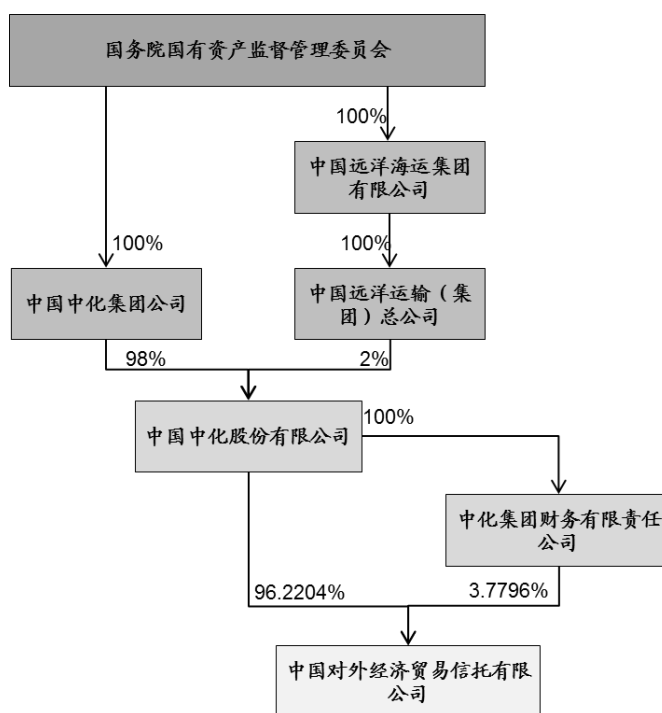 国务院国有资产监督管理委员会
100%
中国远洋海运集团
有限公司
100%
100%
中国中化集团公司
中国远洋运输（集
团）总公司
98%
2%
中国中化股份有限公司
100%
中化集团财务有限责任
公司
96.2204%
3.7796%
中国对外经济贸易信托有限
公司